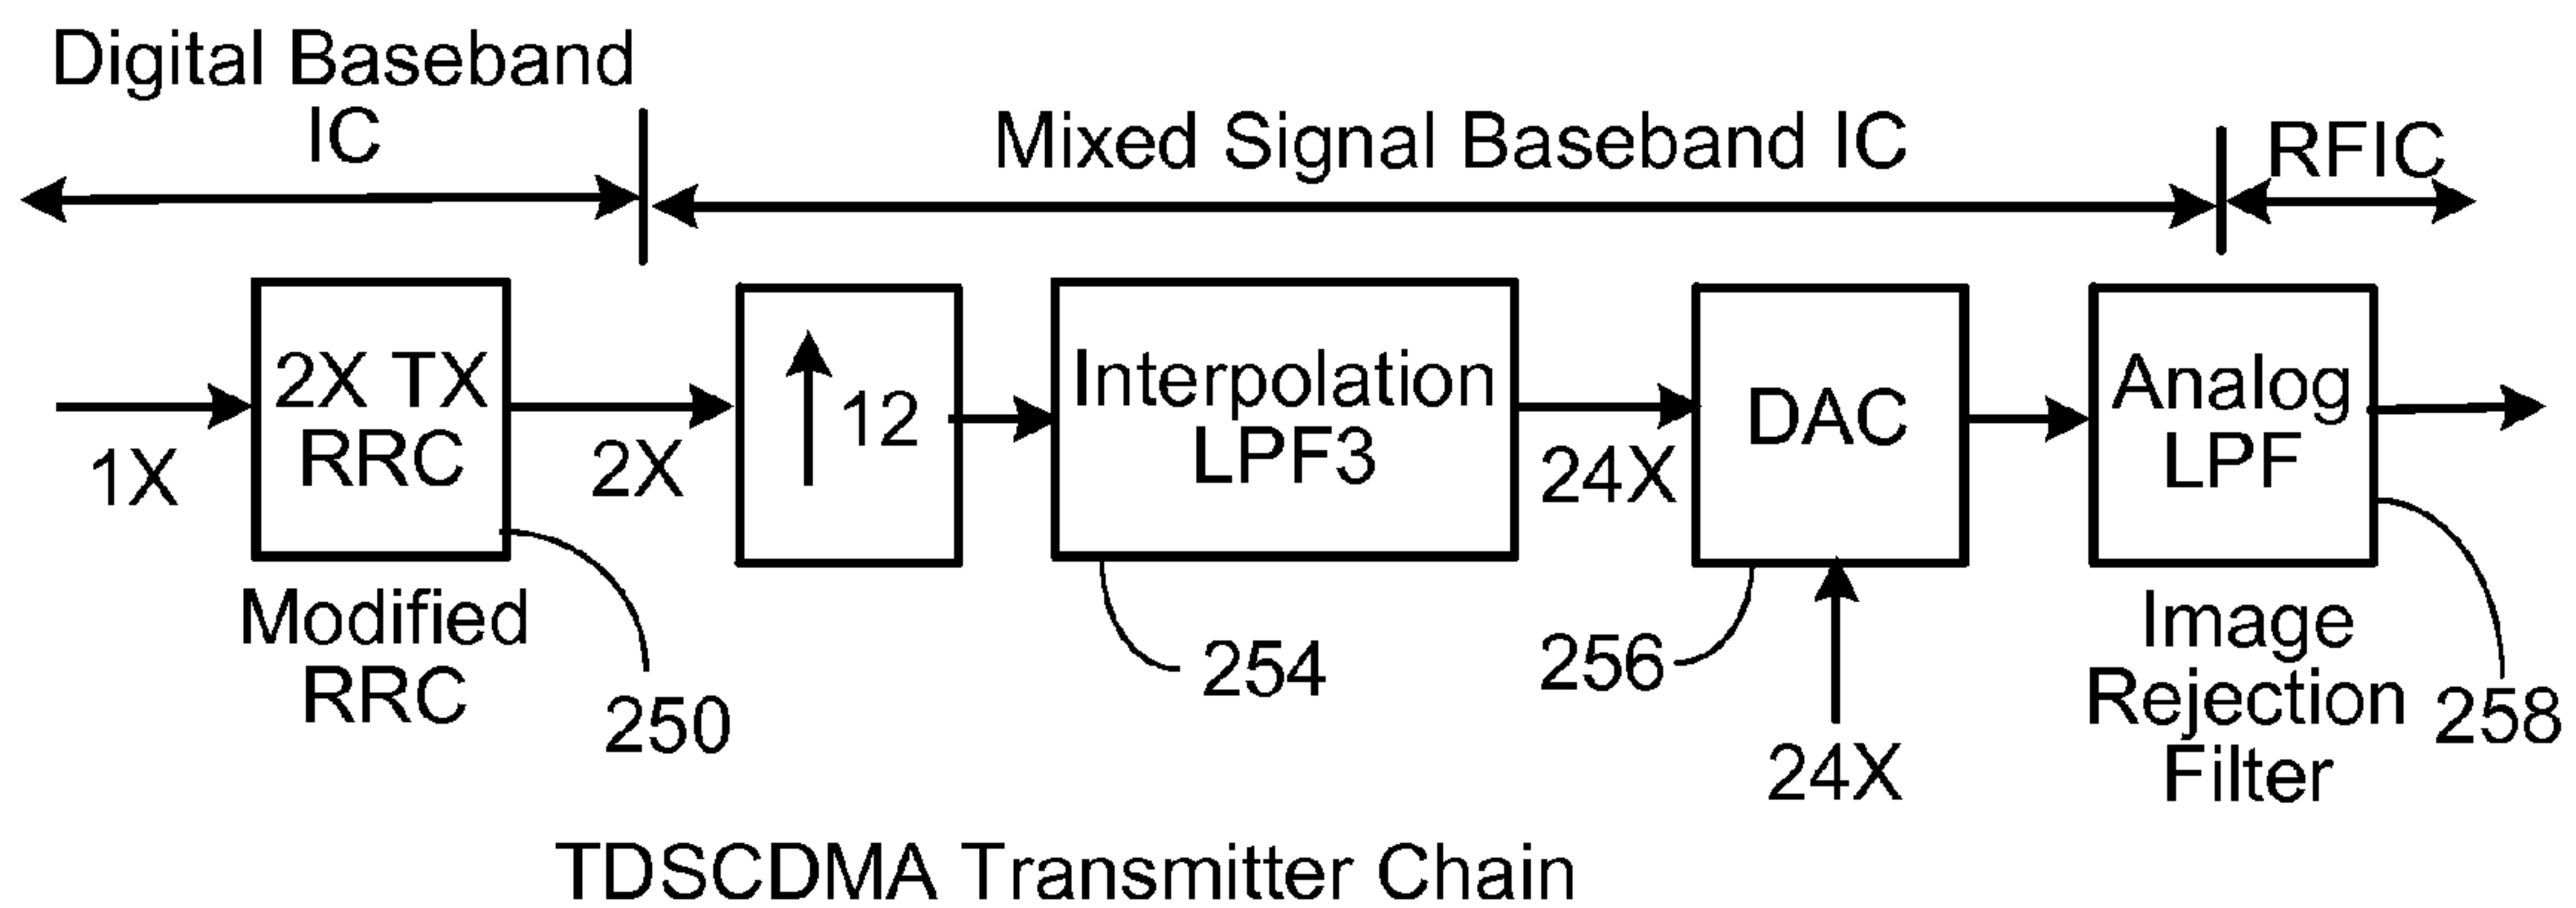 Digital Baseband
IC
Mixed Signal Baseband IC
RFIC
1X
2X TX
RRC
2X
12
Interpolation
LPF3
24X
DAC
Analog
LPF
Modified
RRC
250
254
256
24X
Image
Rejection
Filter
258
TDSCDMA Transmitter Chain